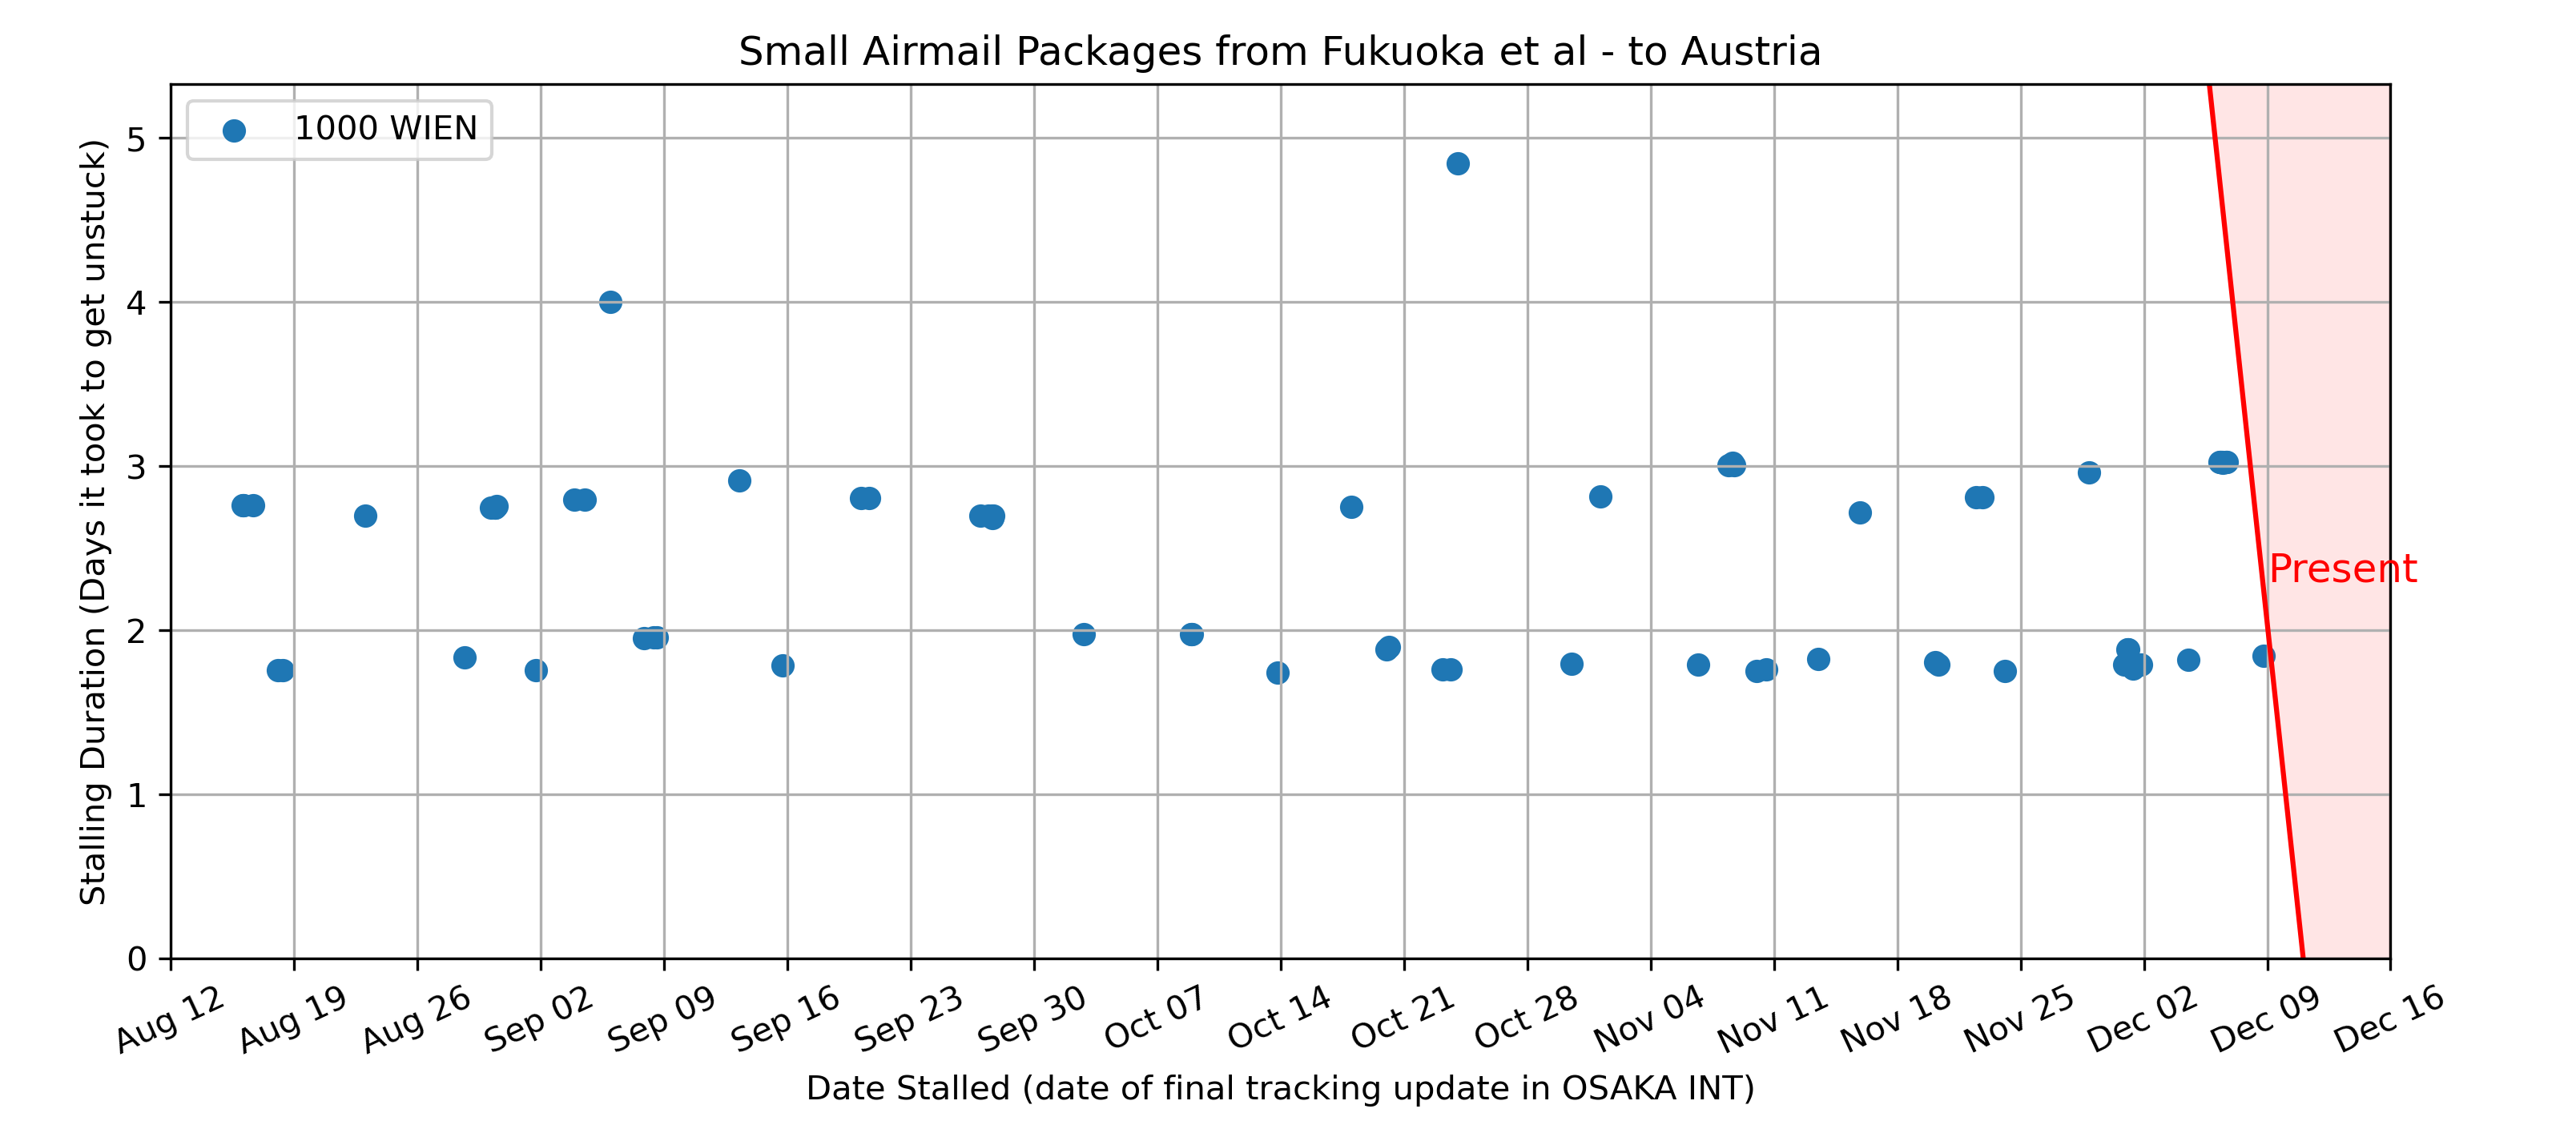 Small Airmail Packages from Fukuoka et al - to Austria
1000 WIEN
Stalling Duration (Days it took to get unstuck)
5
4
3
2
1
0
Present
Aug 12
Aug 19
Aug 26
Sep 02
Sep 09
Sep 16
Sep 23
Sep 30
Oct 07
Oct 14
Oct 21
Oct 28
Nov 04
Nov 11
Nov 18
Nov 25
Dec 02
Dec 09
Dec 16
Date Stalled (date of final tracking update in OSAKA INT)